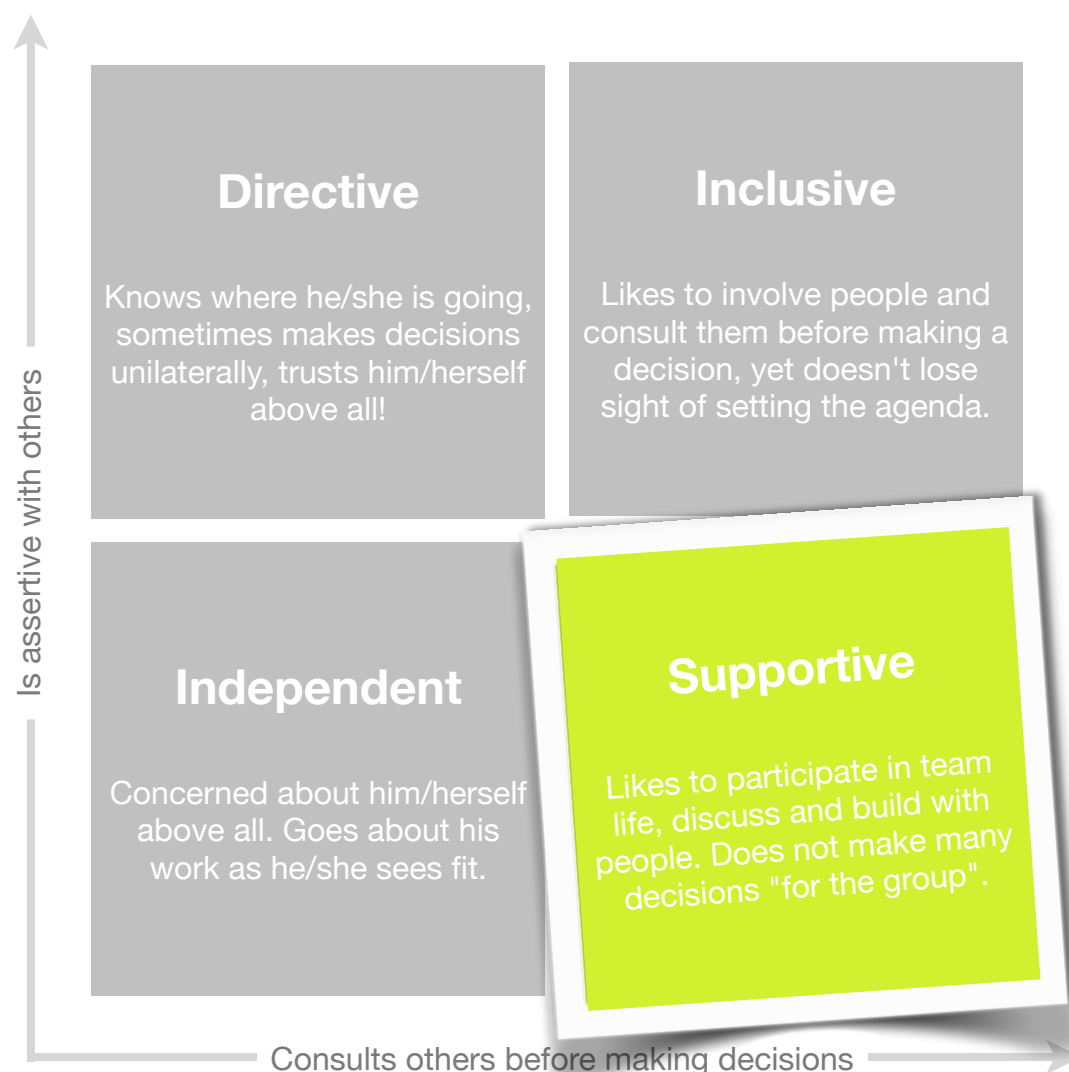 Directive
Knows where he/she is going,
sometimes makes decisions
unilaterally, trusts him/herself
above all!
Inclusive
Likes to involve people and
consult them before making a
decision, yet doesn't lose
sight of setting the agenda.
Is assertive with others
Independent
Concerned about him/herself
above all. Goes about his
work as he/she sees fit.
Supportive
Likes to participate in team
life, discuss and build with
people. Does not make many
decisions "for the group".
Consults others before making decisions